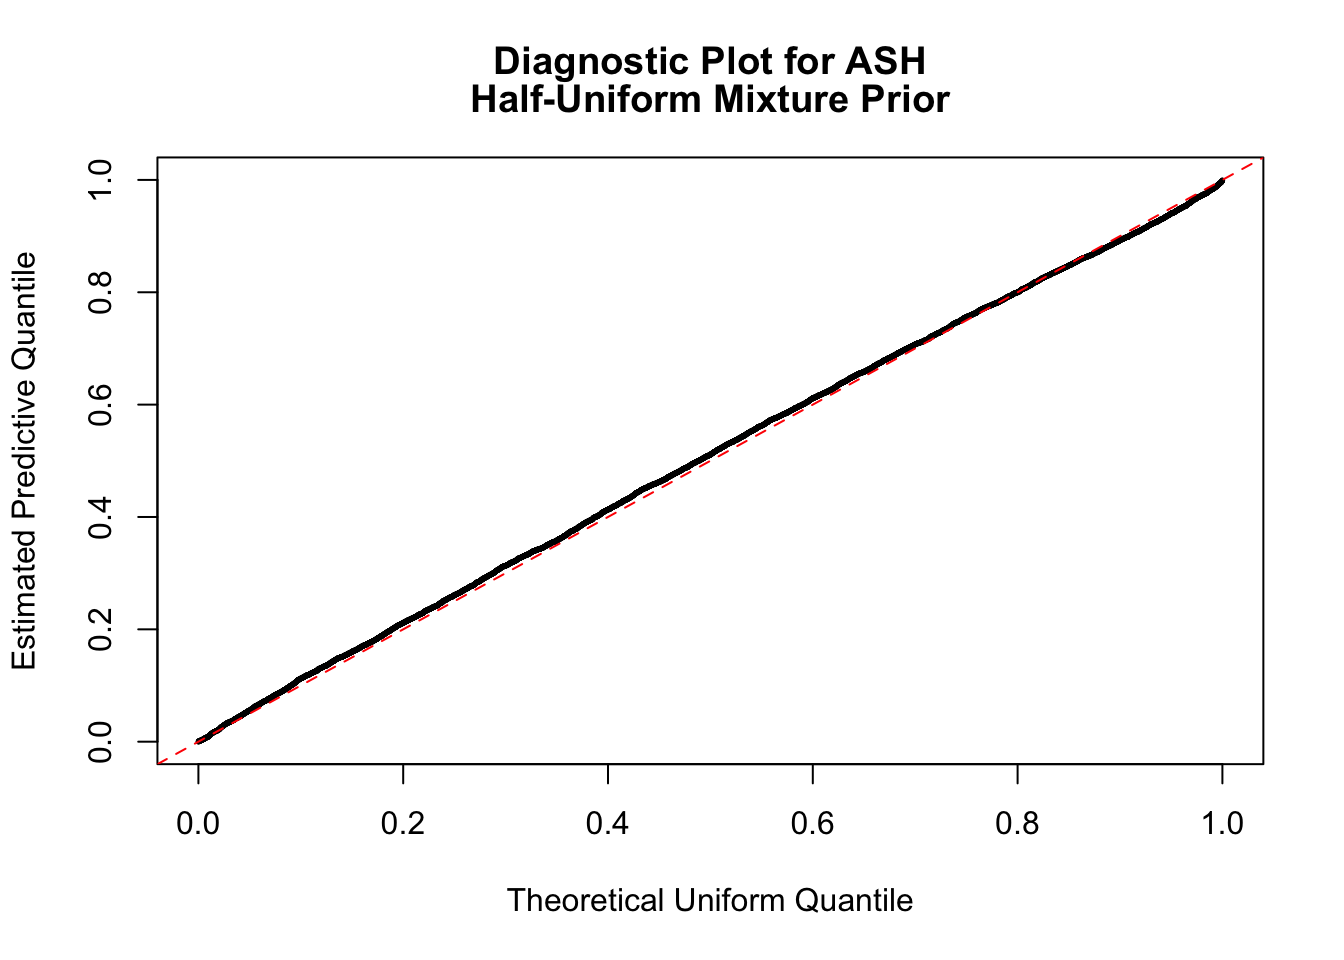 Diagnostic Plot for ASH
Half-Uniform Mixture Prior
Estimated Predictive Quantile
1.0
0.8
0.6
0.4
0.2
0.0
0.0 0.2 0.4 0.6 0.8 1.0
Theoretical Uniform Quantile